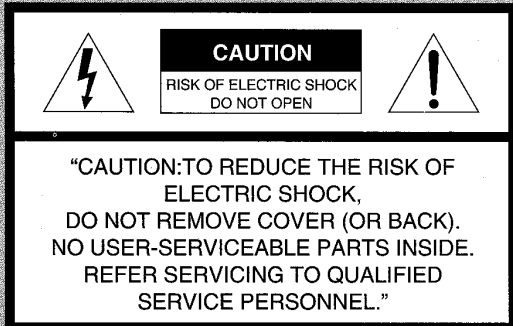 CAUTION
RISK OF ELECTRIC SHOCK
DO NOT OPEN
"CAUTION:TO REDUCE THE RISK OF
ELECTRIC SHOCK,
DO NOT REMOVE COVER (OR BACK).
NO USER-SERVICEABLE PARTS INSIDE.
REFER SERVICING TO QUALIFIED
SERVICE PERSONNEL."